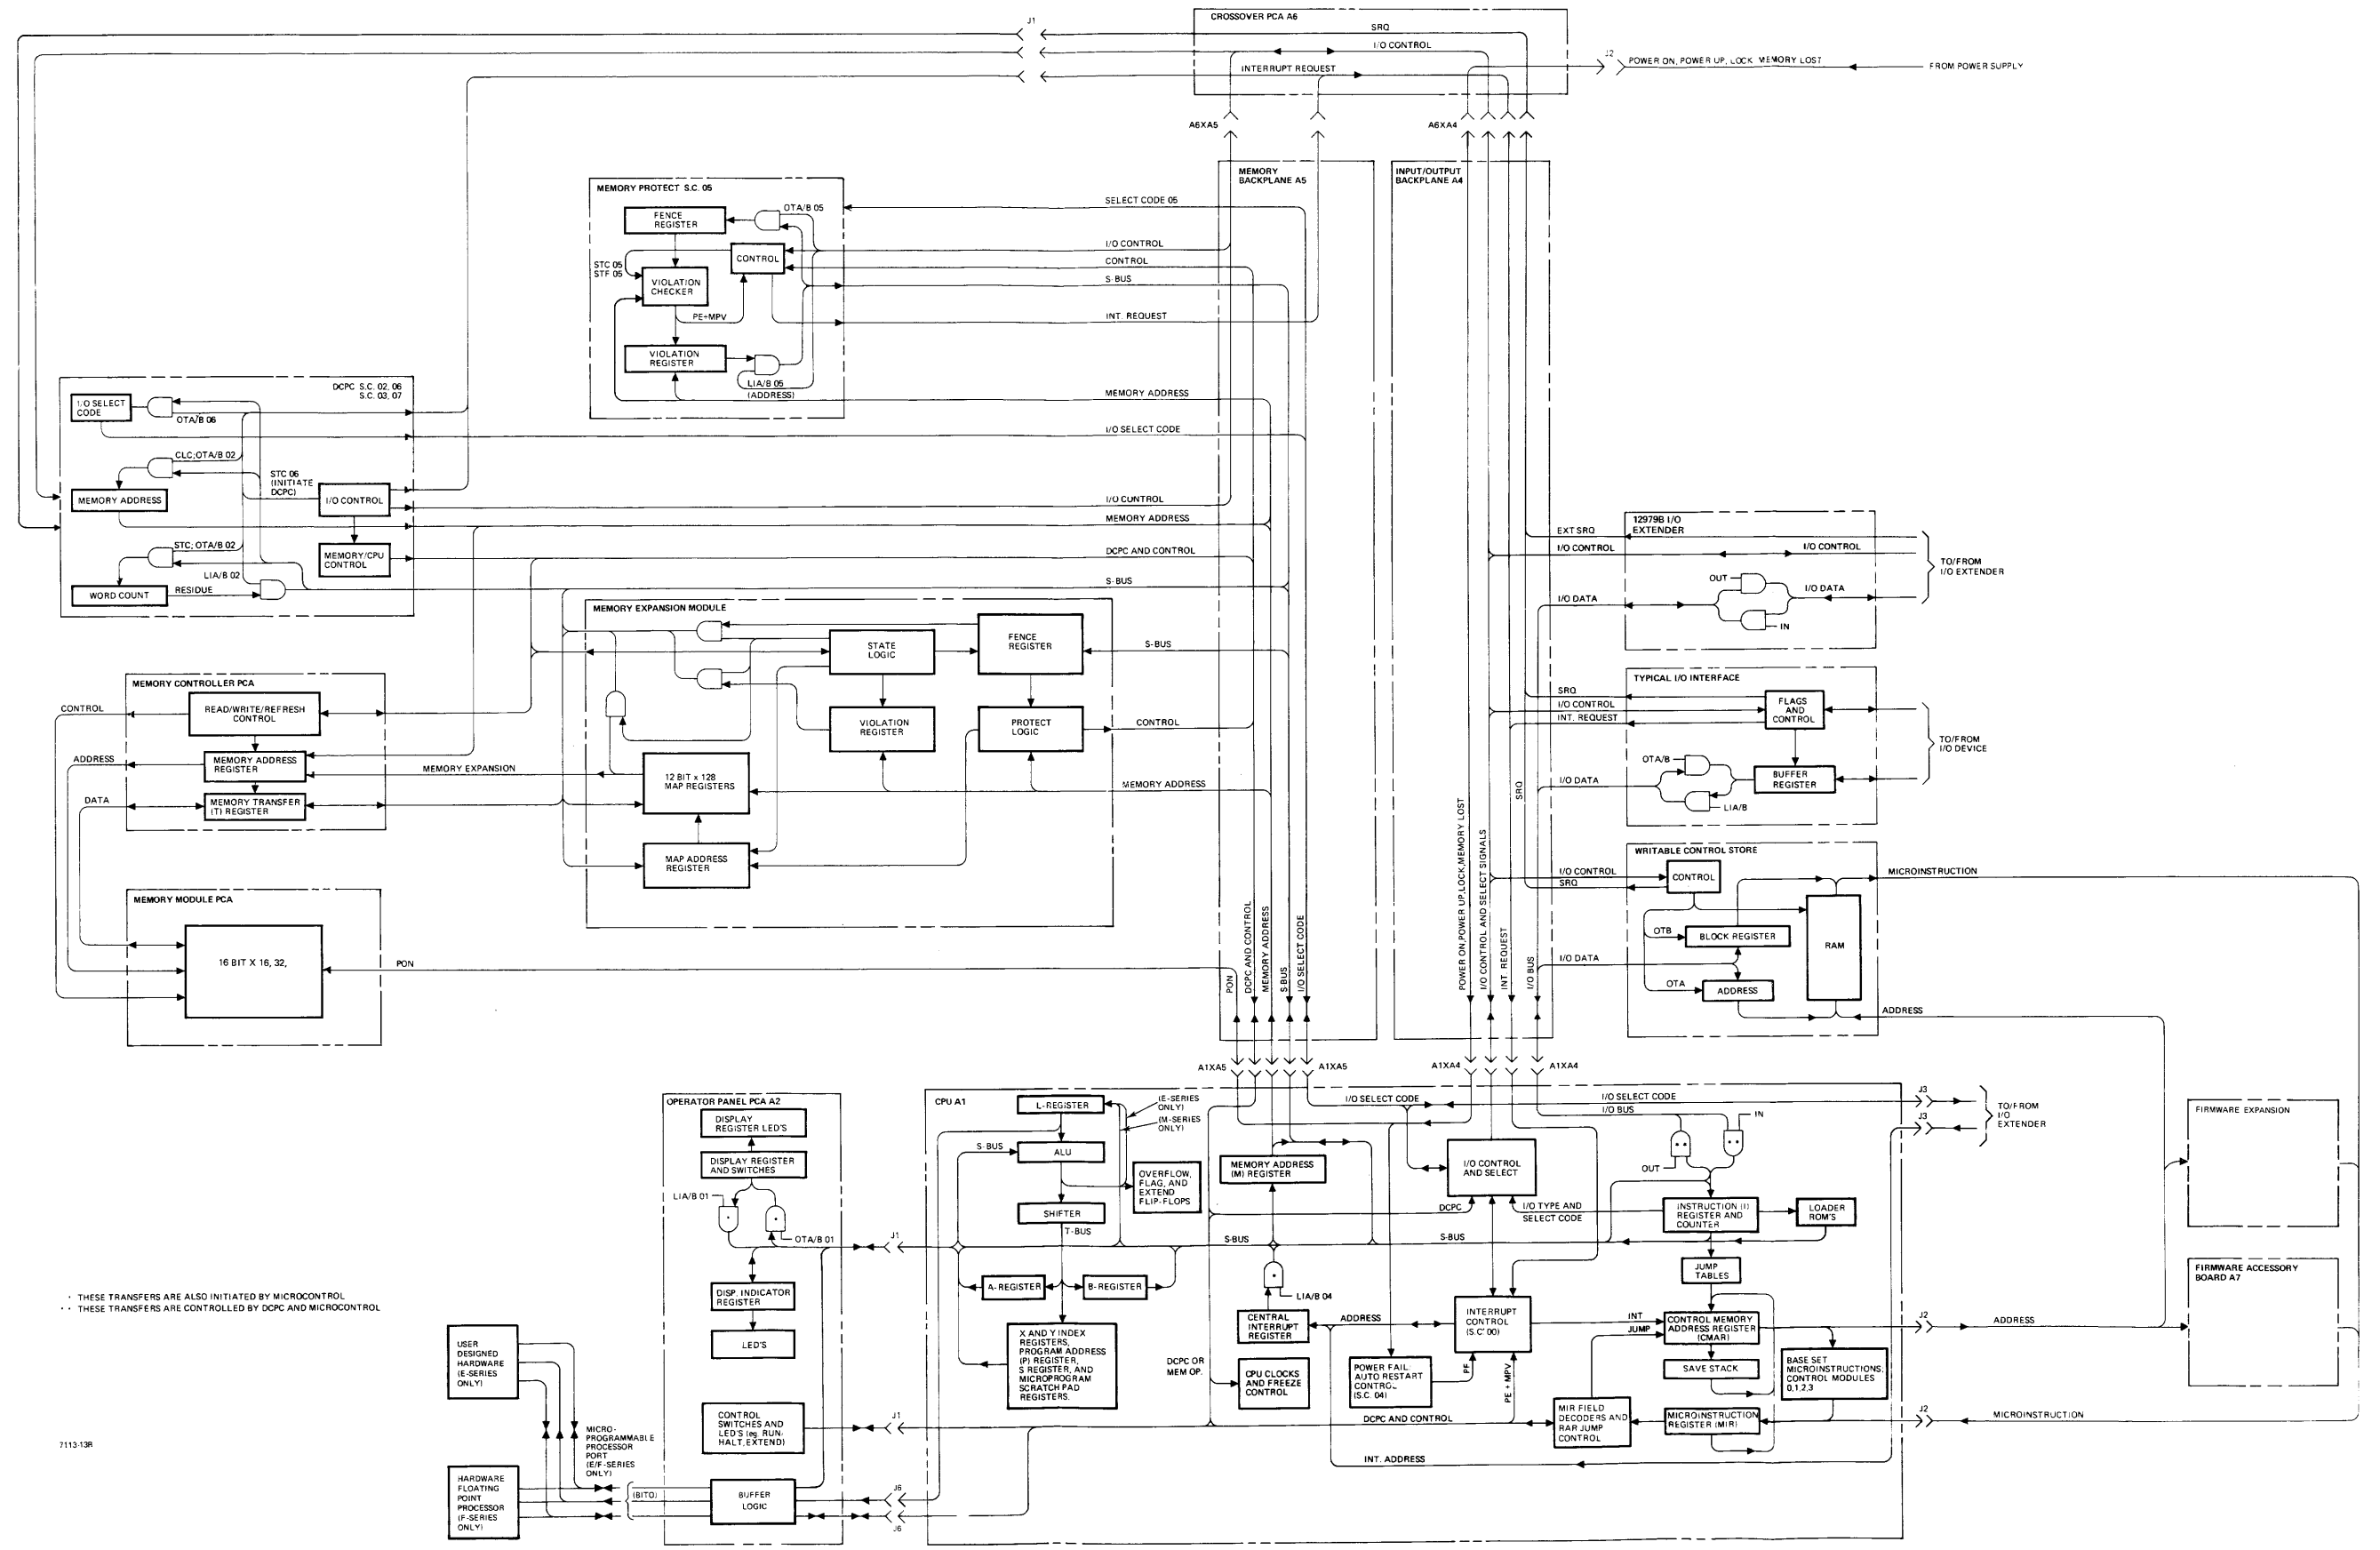 CROSSOVER PCA A6
J1
SRQ
I/O CONTROL
INTERRUPT REQUEST
J2
POWER ON, POWER UP, LOCK MEMORY LOST
FROM POWER SUPPLY
A6XA5
A6XA4
MEMORY
BACKPLANE A5
INPUT/OUTPUT
BACKPLANE A4
MEMORY PROTECT S.C. 05
FENCE
REGISTER
OTA/B 05
SELECT CODE 05
STC 05
STF 05
CONTROL
I/O CONTROL
CONTROL
VIOLATION
CHECKER
S-BUS
PE+MPV
INT. REQUEST
VIOLATION
REGISTER
LIA/B 05
(ADDRESS)
MEMORY ADDRESS
DCPC S.C. 02, 06
S.C. 03, 07
I/O SELECT
CODE
OTA/B 06
I/O SELECT CODE
CLC;OTA/B 02
STC 06
(INITIATE
DCPC)
MEMORY ADDRESS
I/O CONTROL
I/O CONTROL
MEMORY ADDRESS
STC; OTA/B 02
MEMORY/CPU
CONTROL
DCPC AND CONTROL
LIA/B 02
WORD COUNT
RESIDUE
S-BUS
12979B I/O
EXTENDER
EXT SRQ
I/O CONTROL
I/O CONTROL
TO/FROM
I/O EXTENDER
OUT
I/O DATA
I/O DATA
IN
MEMORY EXPANSION MODULE
STATE
LOGIC
FENCE
REGISTER
S-BUS
VIOLATION
REGISTER
PROTECT
LOGIC
CONTROL
12 BIT x 128
MAP REGISTERS
MEMORY EXPANSION
MEMORY ADDRESS
MAP ADDRESS
REGISTER
MEMORY CONTROLLER PCA
CONTROL
READ/WRITE/REFRESH
CONTROL
ADDRESS
MEMORY ADDRESS
REGISTER
DATA
MEMORY TRANSFER
(T) REGISTER
TYPICAL I/O INTERFACE
SRQ
I/O CONTROL
INT. REQUEST
FLAGS
AND
CONTROL
TO/FROM
I/O DEVICE
OTA/B
I/O DATA
BUFFER
REGISTER
LIA/B
WRITABLE CONTROL STORE
I/O CONTROL
SRQ
CONTROL
MICROINSTRUCTION
OTB
BLOCK REGISTER
RAM
I/O DATA
OTA
ADDRESS
ADDRESS
MEMORY MODULE PCA
16 BIT X 16, 32,
PON
PON
DCPC AND CONTROL
MEMORY ADDRESS
S-BUS
I/O SELECT CODE
POWER ON,POWER UP,LOCK,MEMORY LOST
I/O CONTROL AND SELECT SIGNALS
INT REQUEST
SRQ
I/O BUS
A1XA5
A1XA5
A1XA4
A1XA4
OPERATOR PANEL PCA A2
DISPLAY
REGISTER LED'S
DISPLAY REGISTER
AND SWITCHES
LIA/B 01
OTA/B 01
DISP. INDICATOR
REGISTER
LED'S
CONTROL
SWITCHES AND
LED'S (eg. RUN-
HALT, EXTEND)
BUFFER
LOGIC
J1
J1
J6
J6
CPU A1
L-REGISTER
(E-SERIES
ONLY)
(M-SERIES
ONLY)
S-BUS
ALU
OVERFLOW,
FLAG, AND
EXTEND
FLIP-FLOPS
SHIFTER
T-BUS
A-REGISTER
B-REGISTER
X AND Y INDEX
REGISTERS,
PROGRAM ADDRESS
(P) REGISTER,
S REGISTER, AND
MICROPROGRAM
SCRATCH PAD
REGISTERS.
MEMORY ADDRESS
(M) REGISTER
I/O SELECT CODE
I/O SELECT CODE
I/O BUS
I/O CONTROL
AND SELECT
DCPC
I/O TYPE AND
SELECT CODE
OUT
IN
INSTRUCTION (I)
REGISTER AND
COUNTER
LOADER
ROM'S
S-BUS
S-BUS
JUMP
TABLES
LIA/B 04
CENTRAL
INTERRUPT
REGISTER
ADDRESS
INTERRUPT
CONTROL
(S.C' 00)
INT
JUMP
CONTROL MEMORY
ADDRESS REGISTER
(CMAR)
SAVE STACK
BASE SET
MICROINSTRUCTIONS,
CONTROL MODULES
0,1,2,3
DCPC OR
MEM OP.
CPU CLOCKS
AND FREEZE
CONTROL
POWER FAIL.
AUTO RESTART
CONTROL
(S.C. 04)
PF
PE + MPV
MIR FIELD
DECODERS AND
RAR JUMP
CONTROL
MICROINSTRUCTION
REGISTER (MIR)
DCPC AND CONTROL
INT. ADDRESS
J3
J3
TO/FROM
I/O
EXTENDER
J2
ADDRESS
J2
MICROINSTRUCTION
FIRMWARE EXPANSION
FIRMWARE ACCESSORY
BOARD A7
· THESE TRANSFERS ARE ALSO INITIATED BY MICROCONTROL
·· THESE TRANSFERS ARE CONTROLLED BY DCPC AND MICROCONTROL
USER
DESIGNED
HARDWARE
(E-SERIES
ONLY)
MICRO-
PROGRAMMABLE
PROCESSOR
PORT
(E/F-SERIES
ONLY)
HARDWARE
FLOATING
POINT
PROCESSOR
(F-SERIES
ONLY)
(BITO)
7113-13R